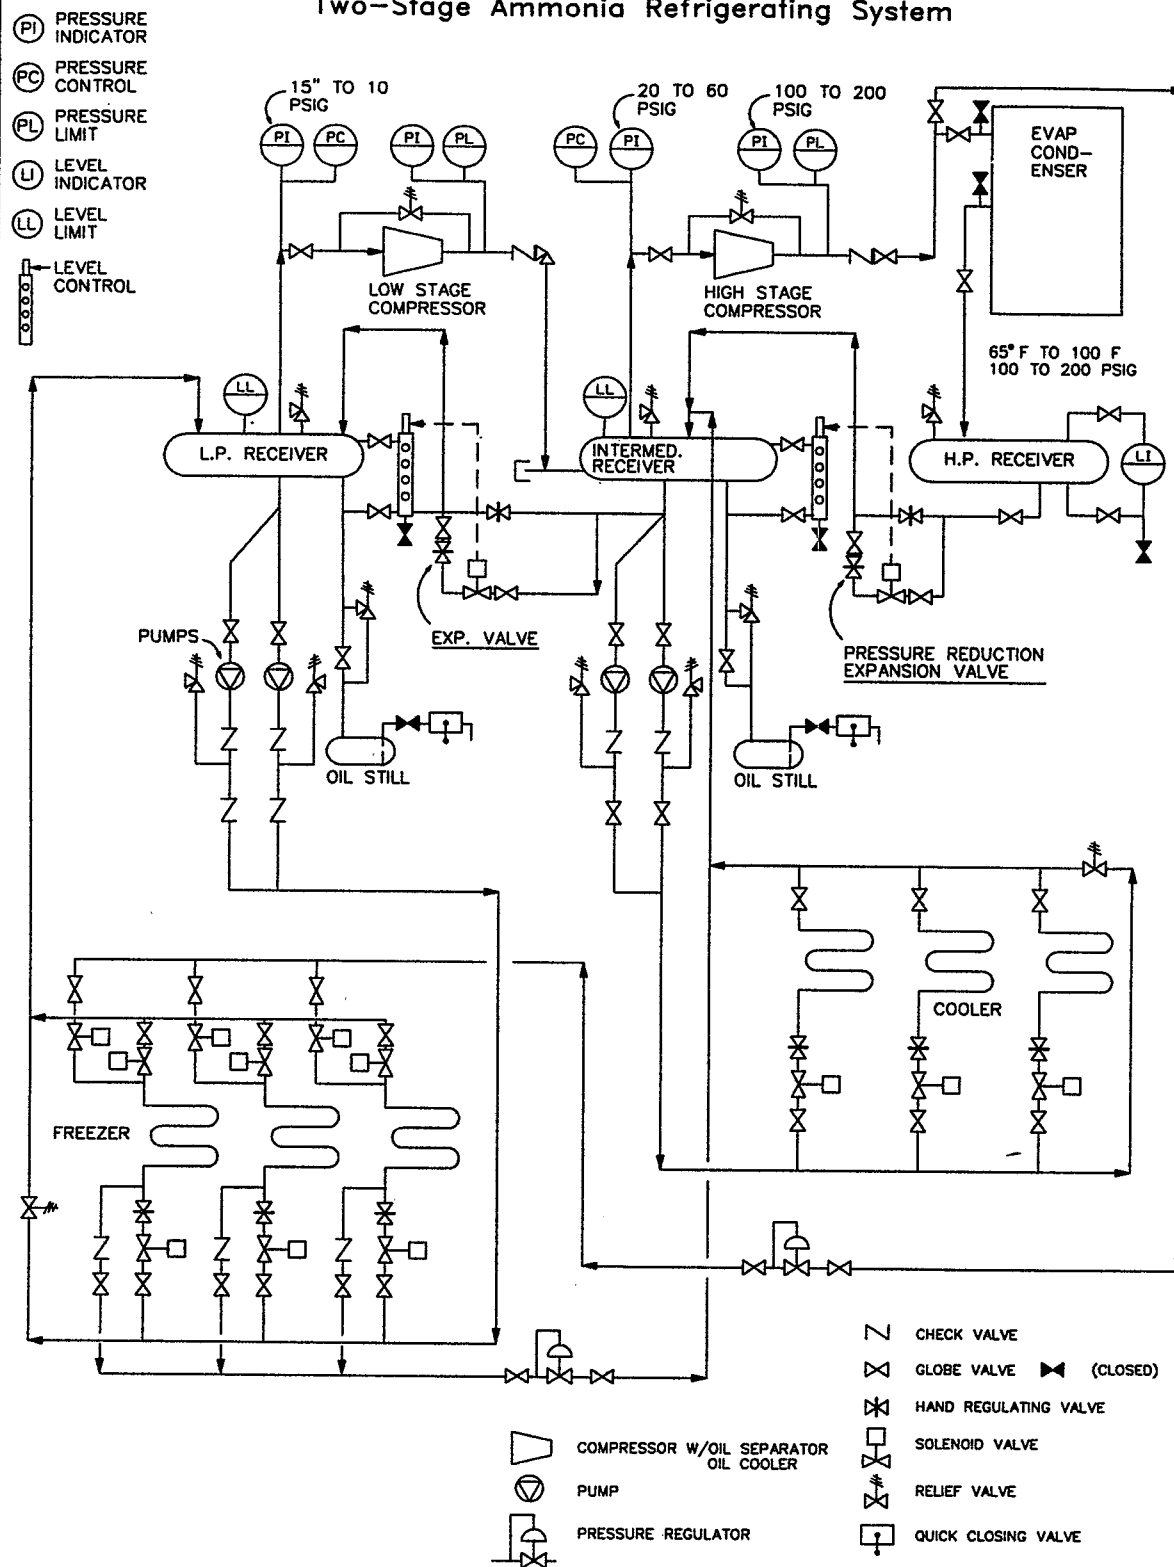 Two-Stage Ammonia Refrigerating System
PI
PRESSURE
INDICATOR
PC
PRESSURE
CONTROL
PL
PRESSURE
LIMIT
LI
LEVEL
INDICATOR
LL
LEVEL
LIMIT
LEVEL
CONTROL
15" TO 10
PSIG
PI
PC
PI
PL
20 TO 60
PSIG
100 TO 200
PSIG
PC
PI
PI
PL
EVAP
COND-
ENSER
LOW STAGE
COMPRESSOR
HIGH STAGE
COMPRESSOR
65°F TO 100 F
100 TO 200 PSIG
LL
LL
L.P. RECEIVER
INTERMED.
RECEIVER
H.P. RECEIVER
LI
PUMPS
EXP. VALVE
PRESSURE REDUCTION
EXPANSION VALVE
OIL STILL
OIL STILL
COOLER
FREEZER
CHECK VALVE
GLOBE VALVE
(CLOSED)
HAND REGULATING VALVE
SOLENOID VALVE
RELIEF VALVE
QUICK CLOSING VALVE
COMPRESSOR W/OIL SEPARATOR
OIL COOLER
PUMP
PRESSURE REGULATOR